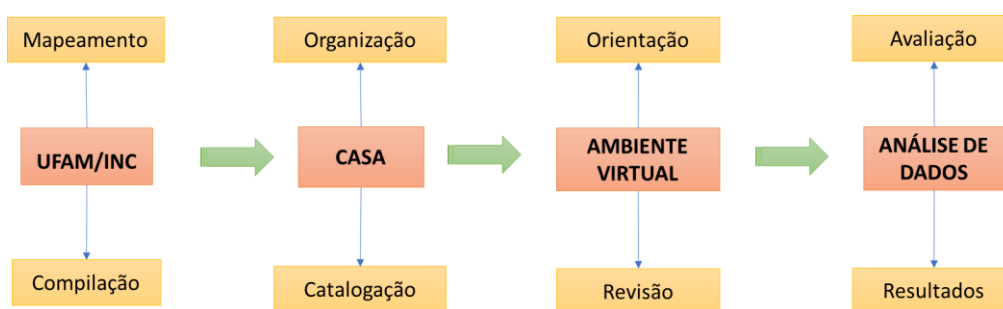 Mapeamento
Organização
Orientação
Avaliação
UFAM/INC
CASA
AMBIENTE
VIRTUAL
ANÁLISE DE
DADOS
Compilação
Catalogação
Revisão
Resultados